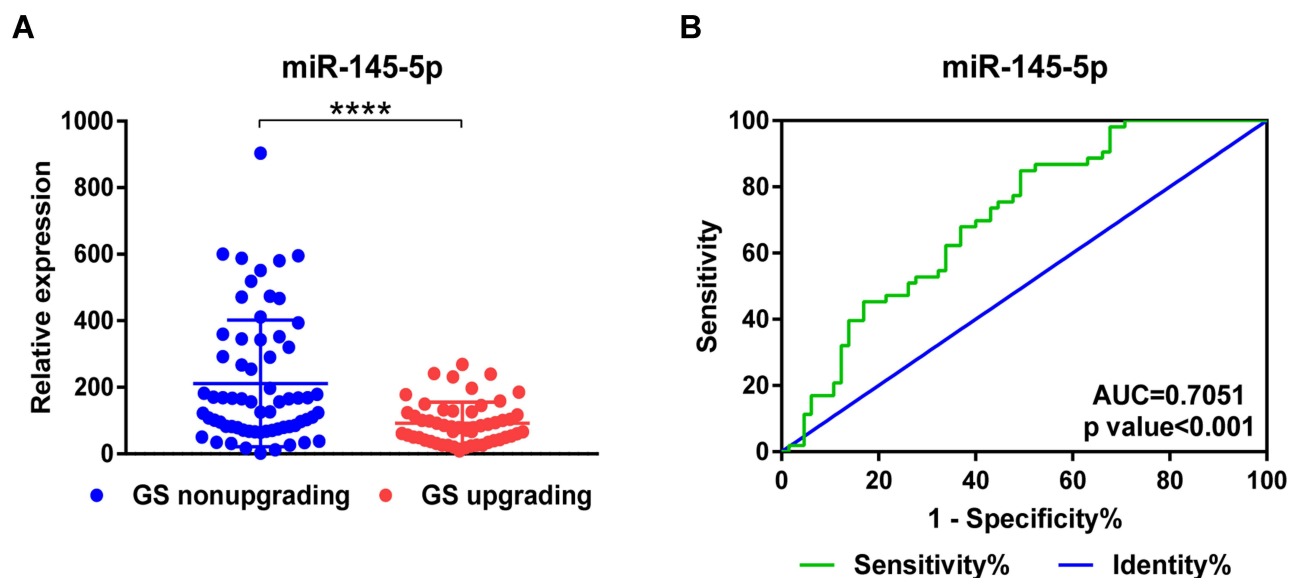 A
miR-145-5p
****
Relative expression
1000
800
600
400
200
0
GS nonupgrading
GS upgrading
B
miR-145-5p
Sensitivity
100
80
60
40
20
0
AUC=0.7051
p value<0.001
0 20 40 60 80 100
1 - Specificity%
Sensitivity% Identity%